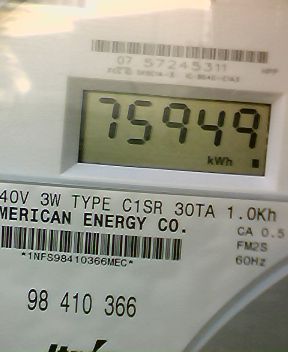 07 57245311
75949
kWh
40V 3W TYPE C1SR 30TA 1.0Kh
MERICAN ENERGY CO.
CA 0.5
FM2S
60Hz
*1NFS98410366MEC*
98 410 366